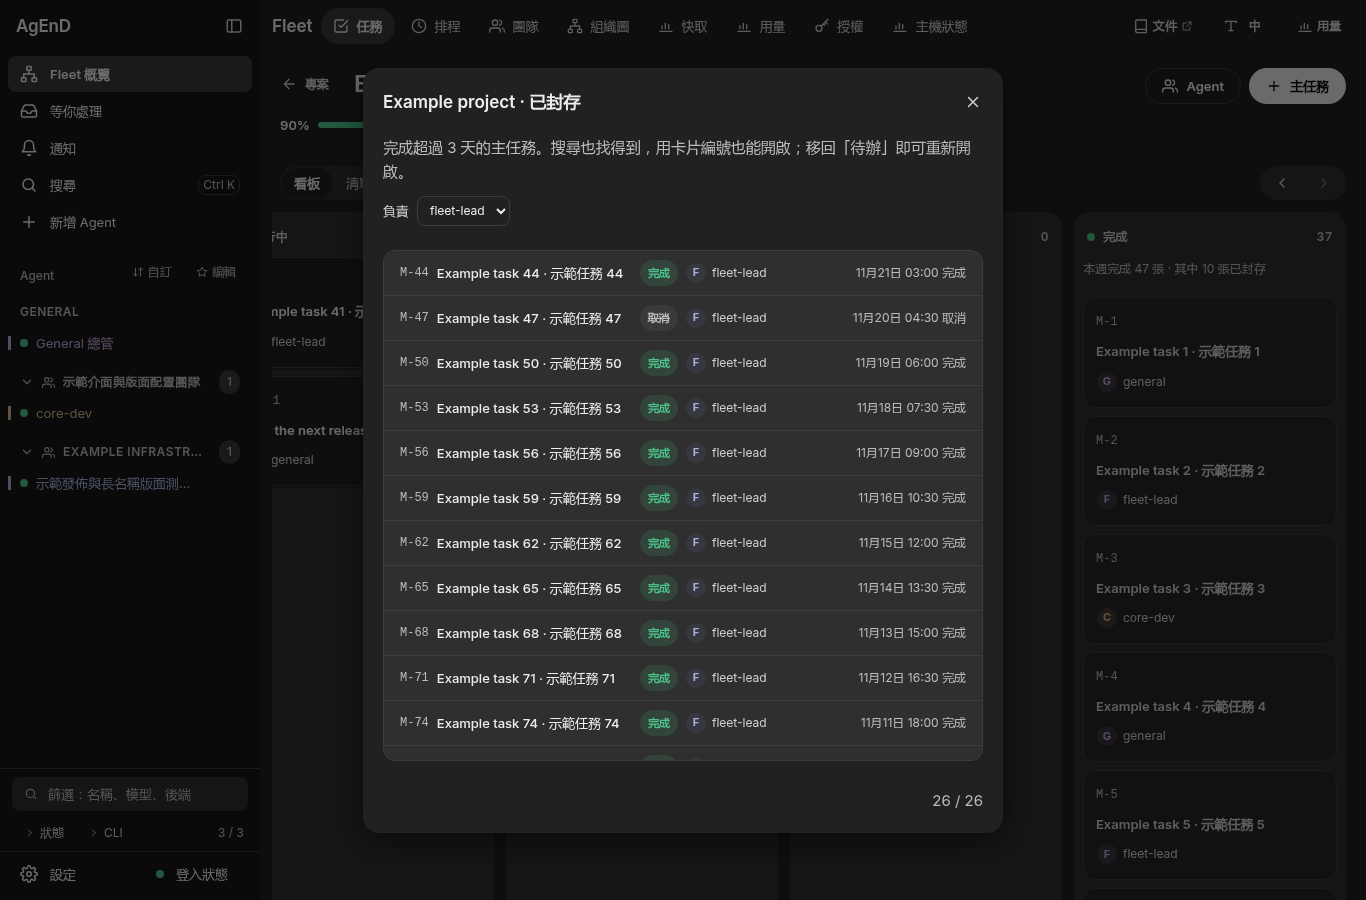 AgEnD
Fleet 概覽
等你處理
通知
搜尋
Ctrl K
新增 Agent
Agent
自訂
編輯
GENERAL
General 總管
示範介面與版面配置團隊
1
core-dev
EXAMPLE INFRASTR...
1
示範發佈與長名稱版面測...
篩選：名稱、模型、後端
狀態
CLI
3 / 3
設定
登入狀態
Fleet
任務
排程
團隊
組織圖
快取
用量
授權
主機狀態
文件
中
用量
專案
Agent
主任務
90%
看板
0
mple task 41 ·
fleet-lead
1
the next releas
general
完成
37
本週完成 47 張 · 其中 10 張已封存
M-1
Example task 1 · 示範任務 1
general
M-2
Example task 2 · 示範任務 2
fleet-lead
M-3
Example task 3 · 示範任務 3
core-dev
M-4
Example task 4 · 示範任務 4
general
M-5
Example task 5 · 示範任務 5
fleet-lead
Example project · 已封存
完成超過 3 天的主任務。搜尋也找得到，用卡片編號也能開啟；移回「待辦」即可重新開
啟。
負責
fleet-lead
M-44 Example task 44 · 示範任務 44 完成 F fleet-lead 11月21日 03:00 完成
M-47 Example task 47 · 示範任務 47 取消 F fleet-lead 11月20日 04:30 取消
M-50 Example task 50 · 示範任務 50 完成 F fleet-lead 11月19日 06:00 完成
M-53 Example task 53 · 示範任務 53 完成 F fleet-lead 11月18日 07:30 完成
M-56 Example task 56 · 示範任務 56 完成 F fleet-lead 11月17日 09:00 完成
M-59 Example task 59 · 示範任務 59 完成 F fleet-lead 11月16日 10:30 完成
M-62 Example task 62 · 示範任務 62 完成 F fleet-lead 11月15日 12:00 完成
M-65 Example task 65 · 示範任務 65 完成 F fleet-lead 11月14日 13:30 完成
M-68 Example task 68 · 示範任務 68 完成 F fleet-lead 11月13日 15:00 完成
M-71 Example task 71 · 示範任務 71 完成 F fleet-lead 11月12日 16:30 完成
M-74 Example task 74 · 示範任務 74 完成 F fleet-lead 11月11日 18:00 完成
26 / 26